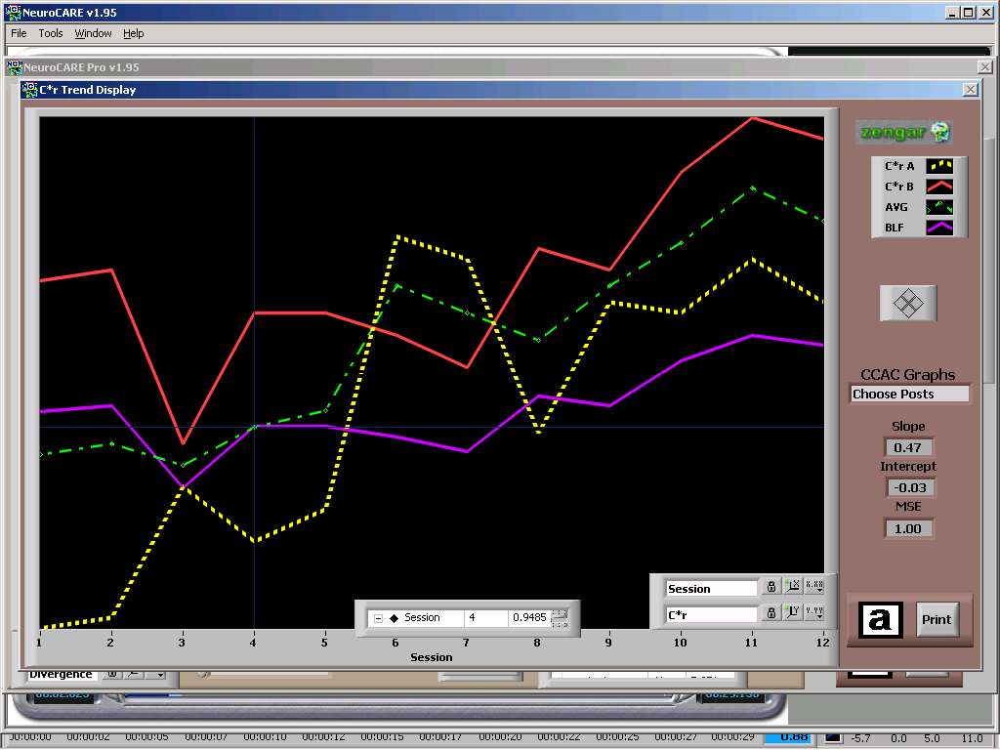 NeuroCARE v1.95
File Tools Window Help
NeuroCARE Pro v1.95
C*r Trend Display
zengar
C*r A
C*r B
AVG
BLF
CCAC Graphs
Choose Posts
Slope
0.47
Intercept
-0.03
MSE
1.00
Session
X.XX
C*r
Y.YY
Session 4 0.9485
a
Print
1 2 3 4 5 6 7 8 9 10 11 12
Session
Divergence
00:00:00 00:00:02 00:00:05 00:00:07 00:00:10 00:00:12 00:00:15 00:00:17 00:00:20 00:00:22 00:00:25 00:00:27 00:00:29 0.88 -5.7 0.0 5.0 11.0